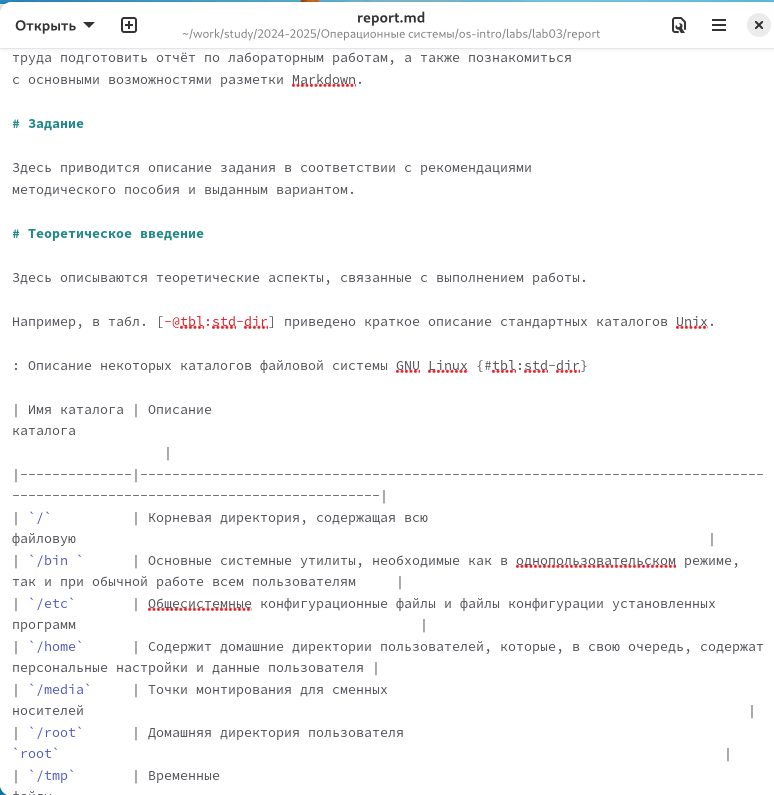 Открыть
report.md
~/work/study/2024-2025/Операционные системы/os-intro/labs/lab03/report
труда подготовить отчёт по лабораторным работам, а также познакомиться
с основными возможностями разметки Markdown.
# Задание
Здесь приводится описание задания в соответствии с рекомендациями
методического пособия и выданным вариантом.
# Теоретическое введение
Здесь описываются теоретические аспекты, связанные с выполнением работы.
Например, в табл. [-@tbl:std-dir] приведено краткое описание стандартных каталогов Unix.
: Описание некоторых каталогов файловой системы GNU Linux {#tbl:std-dir}
| Имя каталога | Описание
каталога
|
|--------------|------------------------------------------------------------------------------
----------------------------------------------|
| `/`          | Корневая директория, содержащая всю
файловую                                                                               |
| `/bin `      | Основные системные утилиты, необходимые как в однопользовательском режиме,
так и при обычной работе всем пользователям     |
| `/etc`       | Общесистемные конфигурационные файлы и файлы конфигурации установленных
программ                                           |
| `/home`      | Содержит домашние директории пользователей, которые, в свою очередь, содержат
персональные настройки и данные пользователя |
| `/media`     | Точки монтирования для сменных
носителей                                                                                   |
| `/root`      | Домашняя директория пользователя
`root`                                                                                   |
| `/tmp`       | Временные
файлы